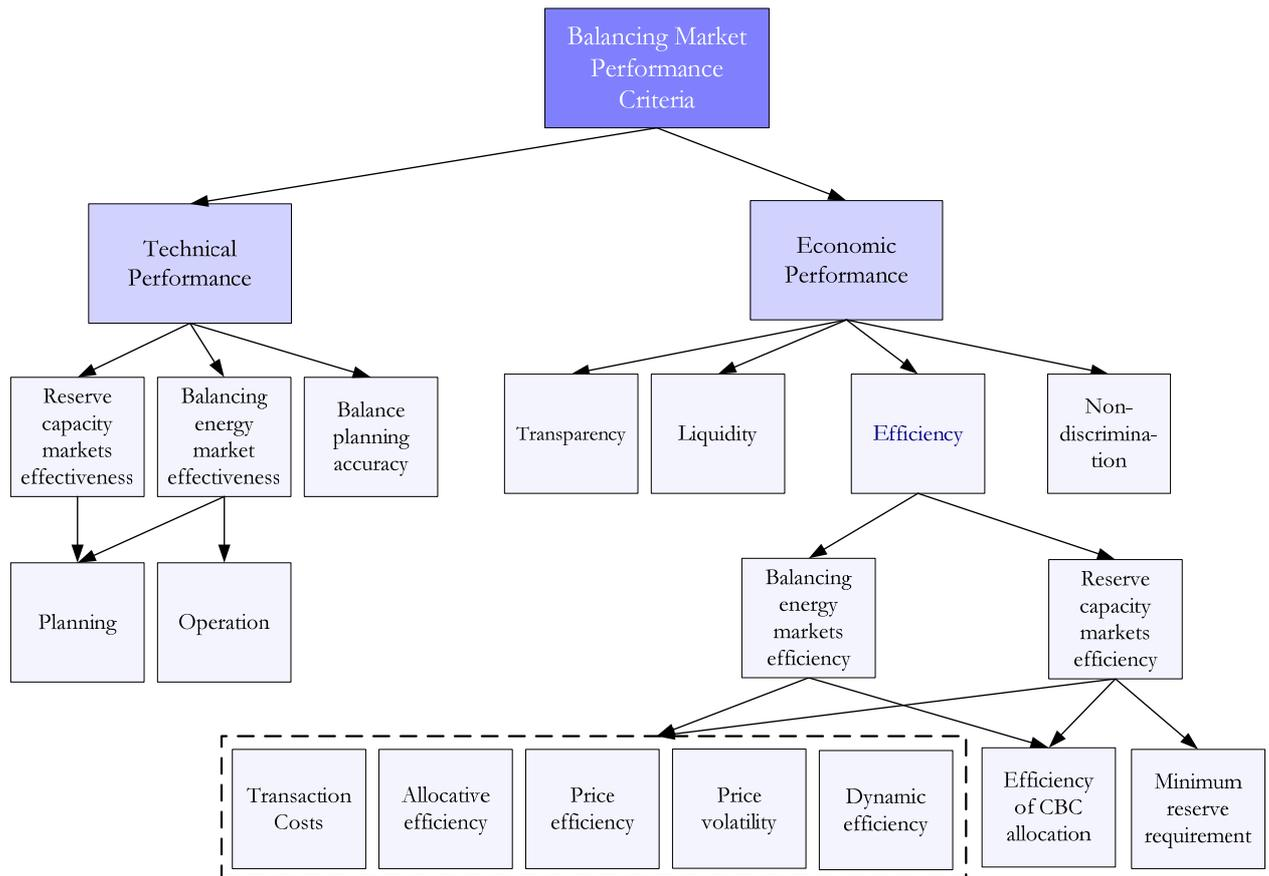 Balancing Market
Performance
Criteria
Technical
Performance
Economic
Performance
Reserve
capacity
markets
effectiveness
Balancing
energy
market
effectiveness
Balance
planning
accuracy
Transparency
Liquidity
Efficiency
Non-
discrimina-
tion
Planning
Operation
Balancing
energy
markets
efficiency
Reserve
capacity
markets
efficiency
Transaction
Costs
Allocative
efficiency
Price
efficiency
Price
volatility
Dynamic
efficiency
Efficiency
of CBC
allocation
Minimum
reserve
requirement